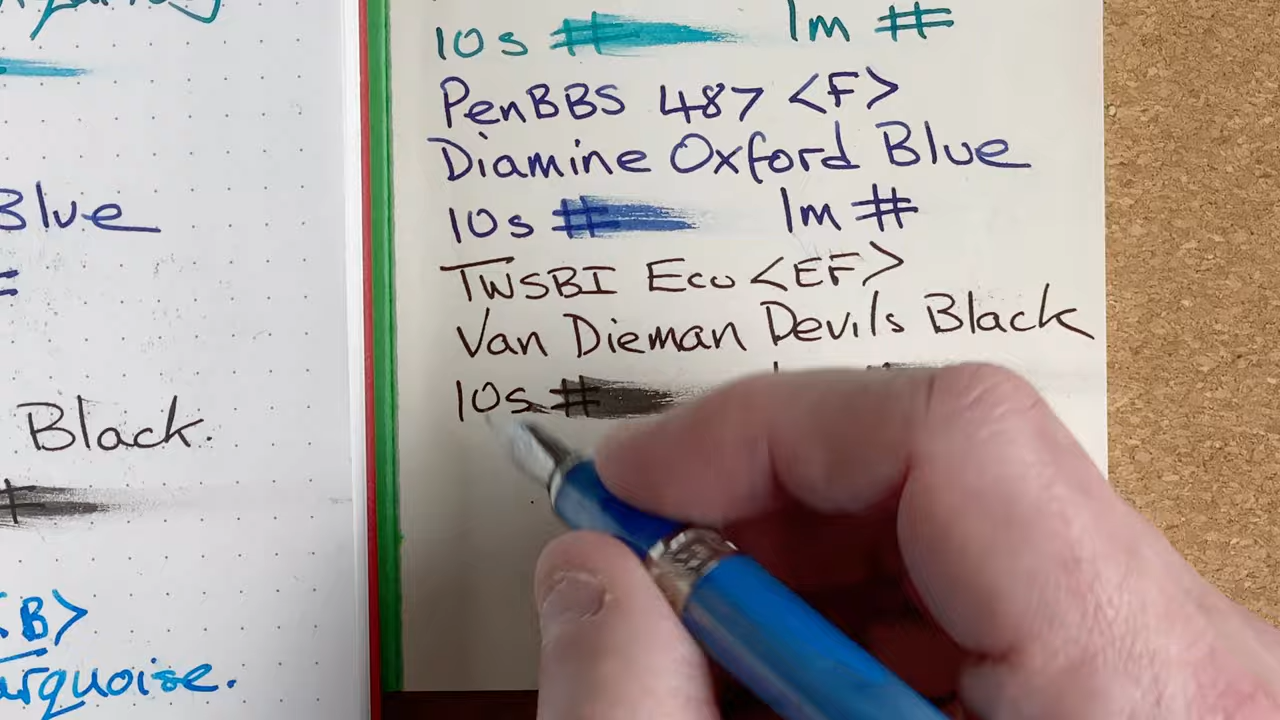 Blue
Black.
B>
arquoise.
10s # 1m #
PenBBS 487 <F>
Diamine Oxford Blue
10s # 1m #
TWSBI Eco <EF>
Van Dieman Devils Black
10s #